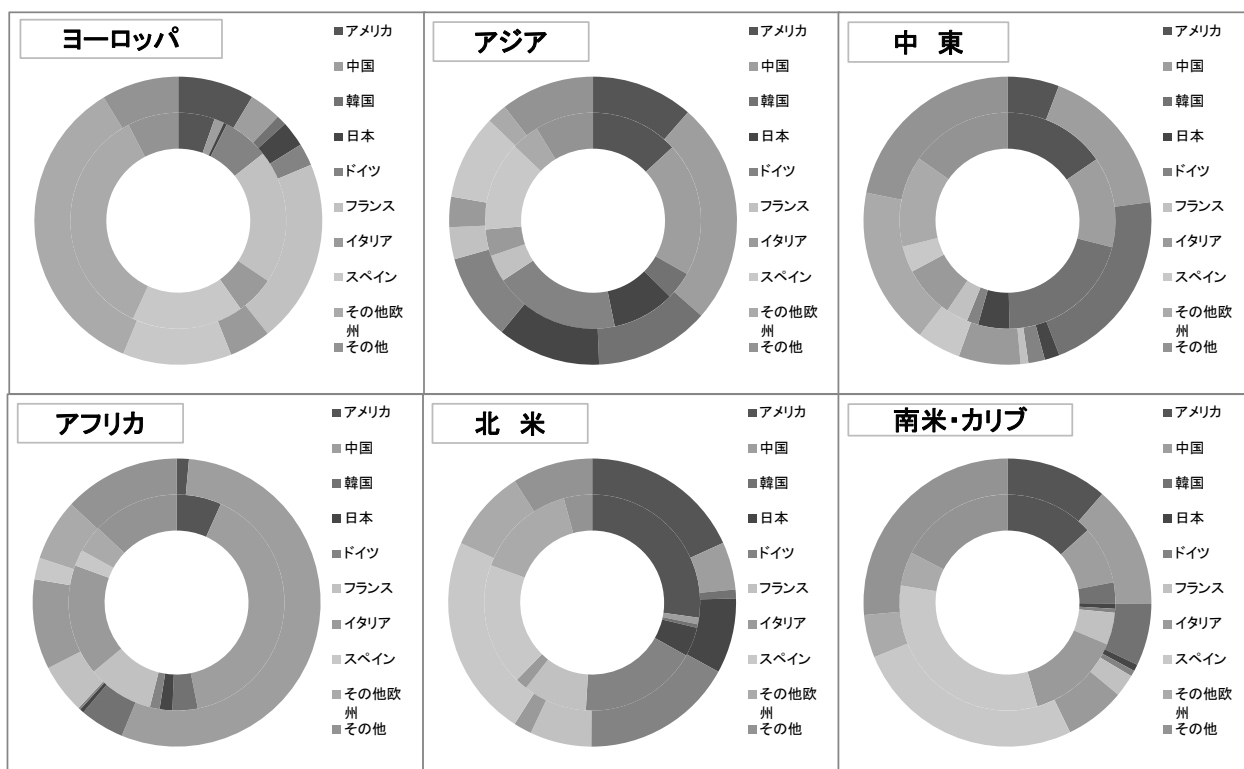 ヨーロッパ
アメリカ
中国
韓国
日本
ドイツ
フランス
イタリア
スペイン
その他欧
州
その他
アジア
アメリカ
中国
韓国
日本
ドイツ
フランス
イタリア
スペイン
その他欧
州
その他
中 東
アメリカ
中国
韓国
日本
ドイツ
フランス
イタリア
スペイン
その他欧
州
その他
アフリカ
アメリカ
中国
韓国
日本
ドイツ
フランス
イタリア
スペイン
その他欧
州
その他
北 米
アメリカ
中国
韓国
日本
ドイツ
フランス
イタリア
スペイン
その他欧
州
その他
南米・カリブ
アメリカ
中国
韓国
日本
ドイツ
フランス
イタリア
スペイン
その他欧
州
その他